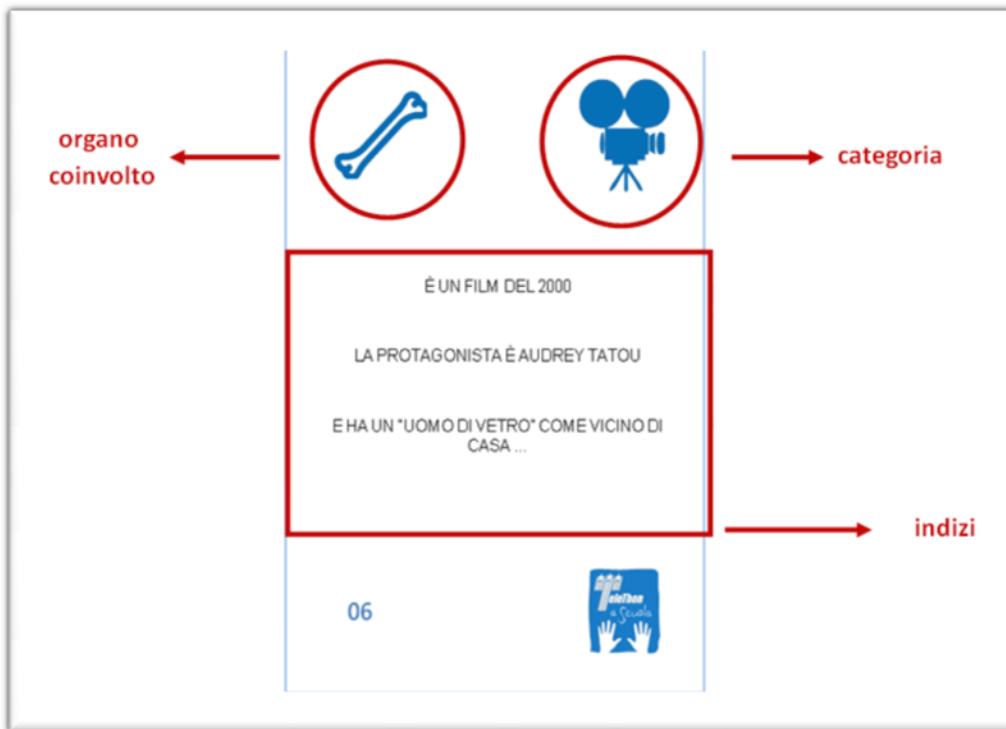 organo
coinvolto
categoria
È UN FILM DEL 2000
LA PROTAGONISTA È AUDREY TATOU
E HA UN "UOMO DI VETRO" COME VICINO DI
CASA ...
indizi
06
TeleThon
a Scuola